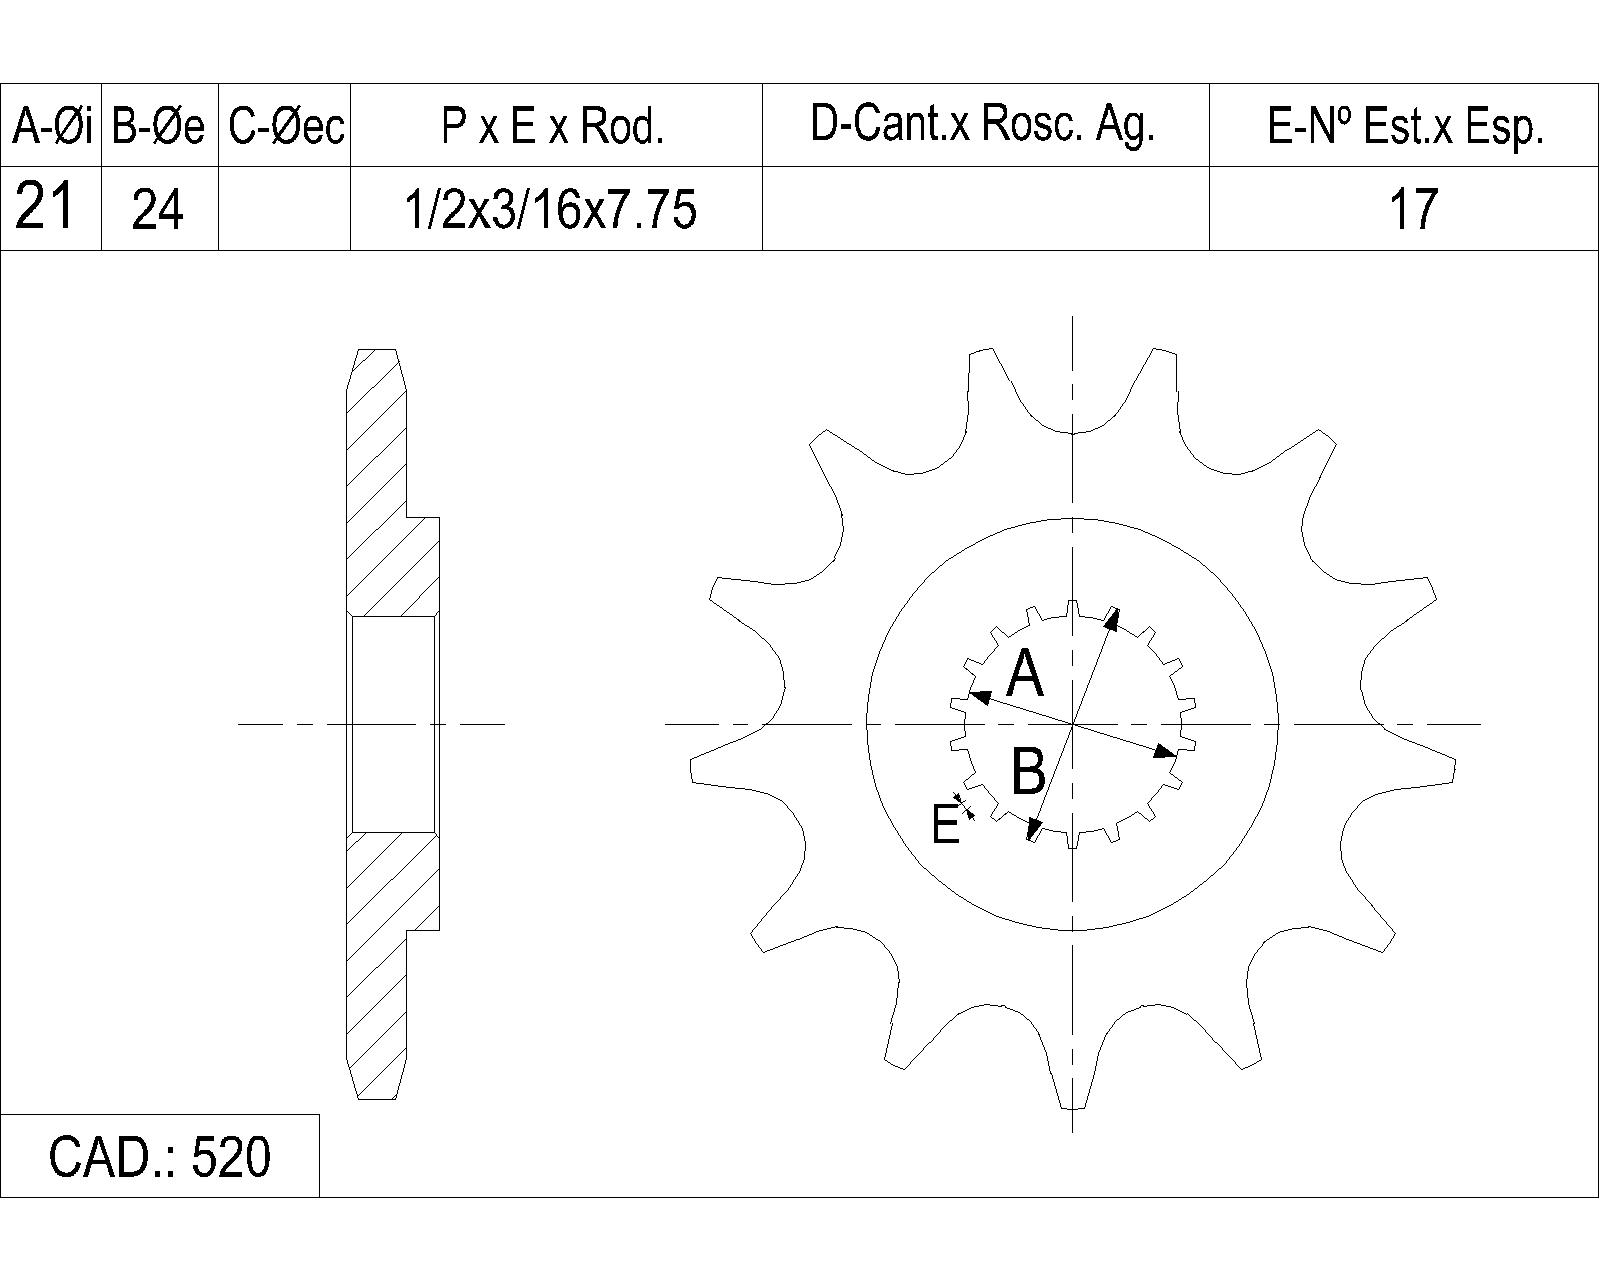 A-Øi B-Øe C-Øec P x E x Rod. D-Cant.x Rosc. Ag. E-Nº Est.x Esp.
21 24 1/2x3/16x7.75 17
A
B
E
CAD.: 520